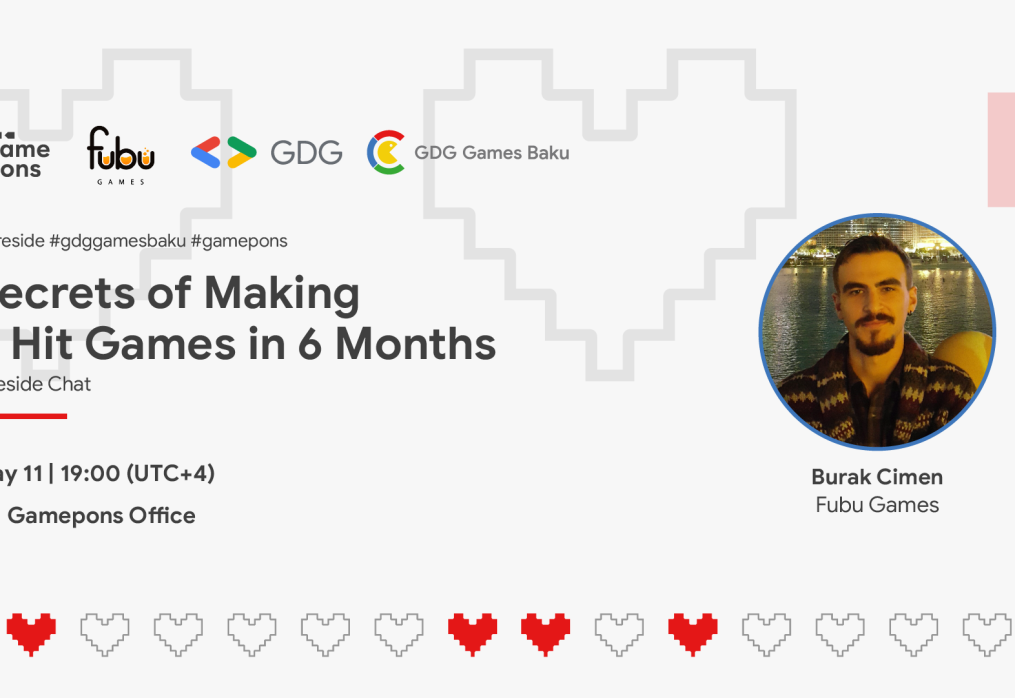 ame
ons
fubu
GAMES
GDG
GDG Games Baku
reside #gdggamesbaku #gamepons
ecrets of Making
Hit Games in 6 Months
eside Chat
ay 11 | 19:00 (UTC+4)
Gamepons Office
Burak Cimen
Fubu Games